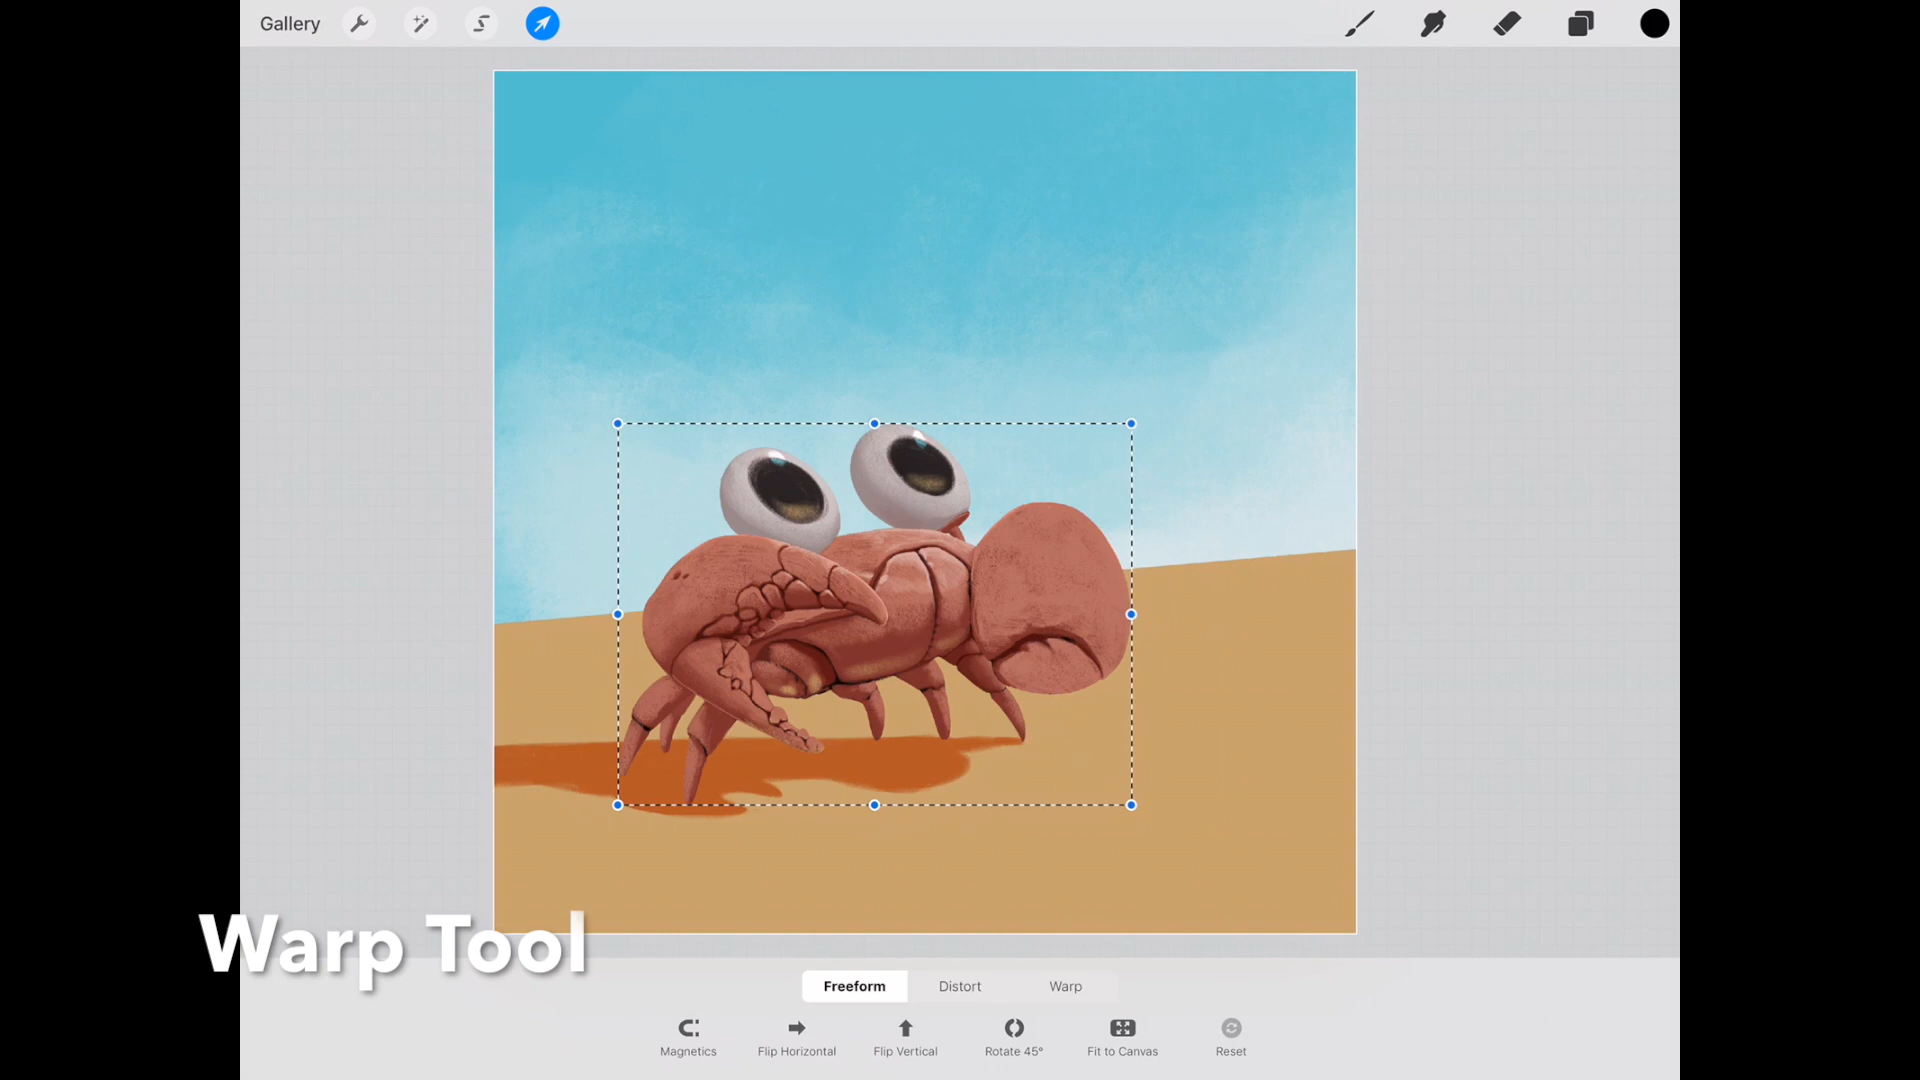 Gallery
Warp Tool
Freeform Distort Warp
Magnetics Flip Horizontal Flip Vertical Rotate 45° Fit to Canvas Reset